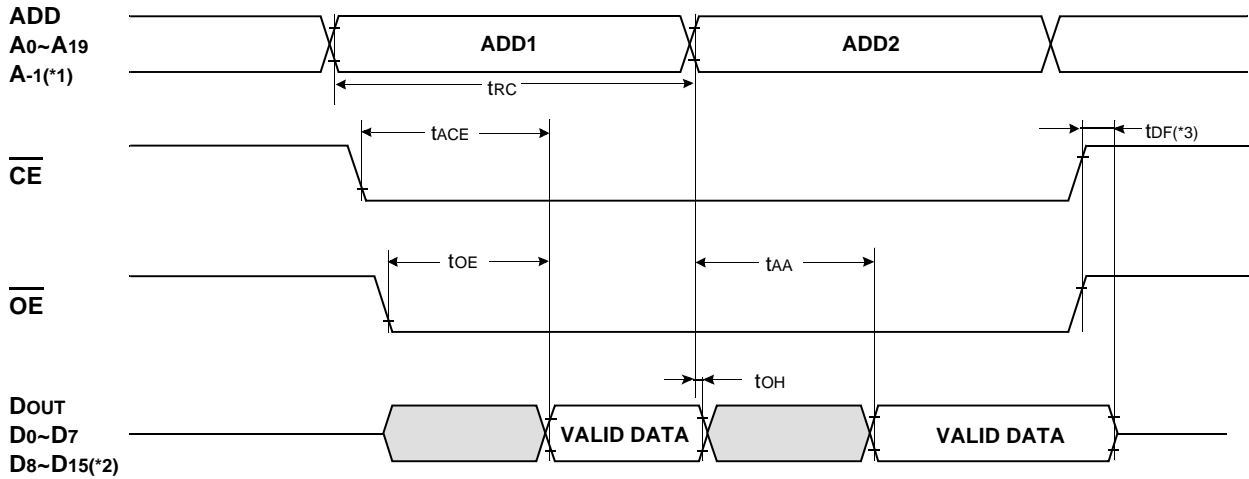 ADD
A0~A19
A-1(*1)
ADD1
ADD2
tRC
tACE
tDF(*3)
CE
tOE
tAA
OE
tOH
DOUT
D0~D7
D8~D15(*2)
VALID DATA
VALID DATA